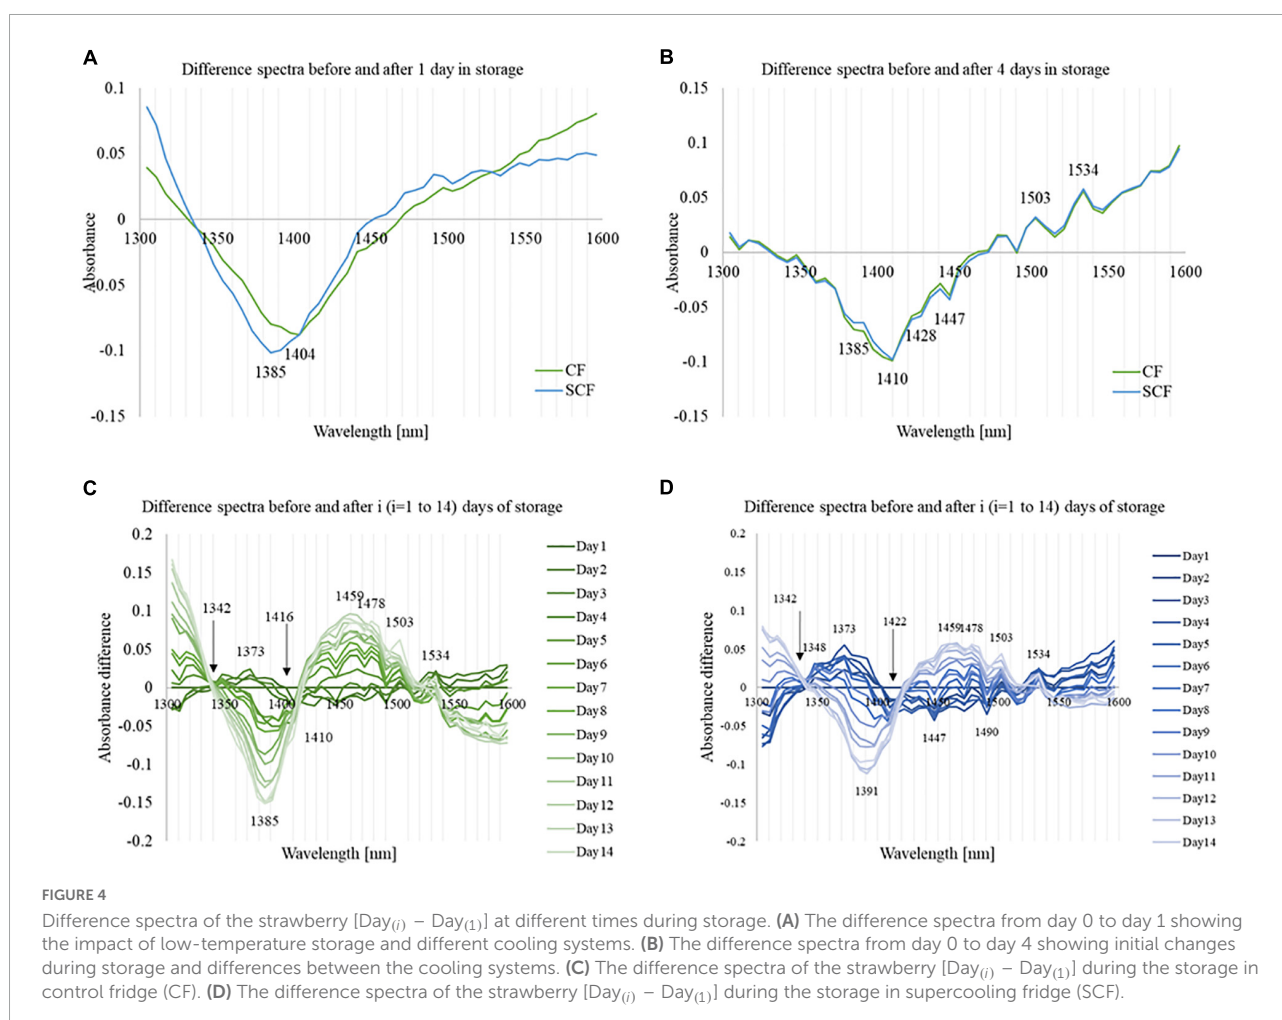 A
Difference spectra before and after 1 day in storage
0.1
0.05
0
-0.05
-0.1
-0.15
1300
1350
1400
1450
1500
1550
1600
Absorbance
1385
1404
CF
SCF
Wavelength [nm]
B
Difference spectra before and after 4 days in storage
0.15
0.1
0.05
0
-0.05
-0.1
-0.15
1300
1350
1400
1450
1500
1550
1600
Absorbance
1385
1410
1428
1447
1503
1534
CF
SCF
Wavelength [nm]
C
Difference spectra before and after i (i=1 to 14) days of storage
0.2
0.15
0.1
0.05
0
-0.05
-0.1
-0.15
-0.2
1300
1350
1400
1450
1500
1550
1600
Absorbance difference
1342
1373
1416
1459
1478
1503
1534
1410
1385
Wavelength [nm]
Day1
Day2
Day3
Day4
Day5
Day6
Day7
Day8
Day9
Day10
Day11
Day12
Day13
Day14
D
Difference spectra before and after i (i=1 to 14) days of storage
0.2
0.15
0.1
0.05
0
-0.05
-0.1
-0.15
-0.2
1300
1350
1400
1450
1500
1550
1600
Absorbance difference
1342
1348
1373
1422
1459
1478
1503
1534
1447
1490
1391
Wavelength [nm]
Day1
Day2
Day3
Day4
Day5
Day6
Day7
Day8
Day9
Day10
Day11
Day12
Day13
Day14
FIGURE 4
Difference spectra of the strawberry [Day(i) − Day(1)] at different times during storage. (A) The difference spectra from day 0 to day 1 showing
the impact of low-temperature storage and different cooling systems. (B) The difference spectra from day 0 to day 4 showing initial changes
during storage and differences between the cooling systems. (C) The difference spectra of the strawberry [Day(i) − Day(1)] during the storage in
control fridge (CF). (D) The difference spectra of the strawberry [Day(i) − Day(1)] during the storage in supercooling fridge (SCF).